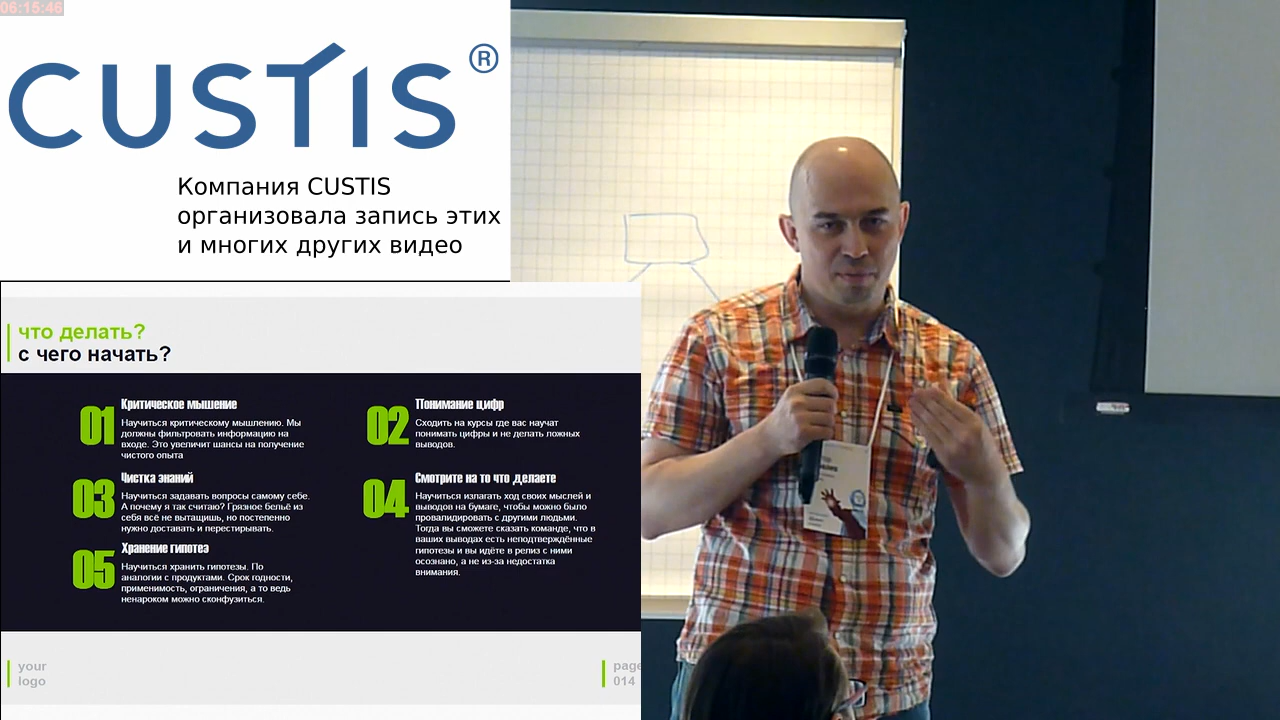 06:15:46
CUSTIS®
Компания CUSTIS
организовала запись этих
и многих других видео
что делать?
с чего начать?
01
Критическое мышление
Научиться критическому мышлению. Мы
должны фильтровать информацию на
входе. Это увеличит шансы на получение
чистого опыта
02
Понимание цифр
Сходить на курсы где вас научат
понимать цифры и не делать ложных
выводов.
03
Чистка знаний
Научиться задавать вопросы самому себе.
А почему я так считаю? Грязное бельё из
себя всё не вытащишь, но постепенно
нужно доставать и перестирывать.
04
Смотрите на то что делаете
Научиться излагать ход своих мыслей и
выводов на бумаге, чтобы можно было
провалидировать с другими людьми.
Тогда вы сможете сказать команде, что в
ваших выводах есть неподтверждённые
гипотезы и вы идёте в релиз с ними
осознано, а не из-за недостатка
внимания.
05
Хранение гипотез
Научиться хранить гипотезы. По
аналогии с продуктами. Срок годности,
применимость, ограничения, а то ведь
ненароком можно сконфузиться.
your
logo
page
014